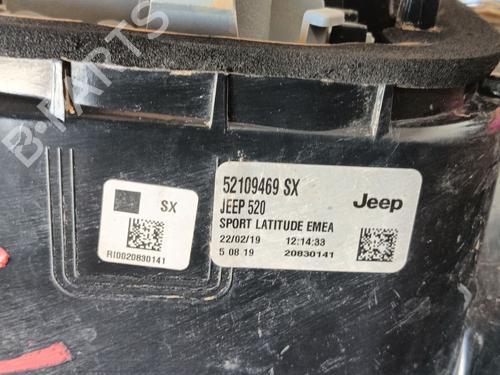 B-PARTS
SX
RI0020830141
52109469 SX
JEEP 520
SPORT LATITUDE EMEA
22/02/19 12:14:33
5 08 19 20830141
Jeep